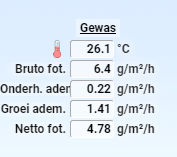 Gewas
26.1 °C
Bruto fot. 6.4 g/m²/h
Onderh. adem 0.22 g/m²/h
Groei adem. 1.41 g/m²/h
Netto fot. 4.78 g/m²/h